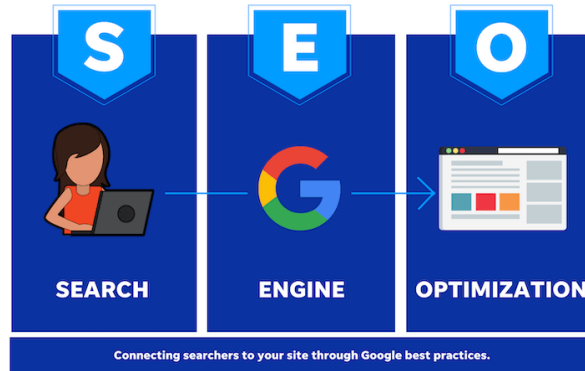 S
E
O
SEARCH
ENGINE
OPTIMIZATION
Connecting searchers to your site through Google best practices.